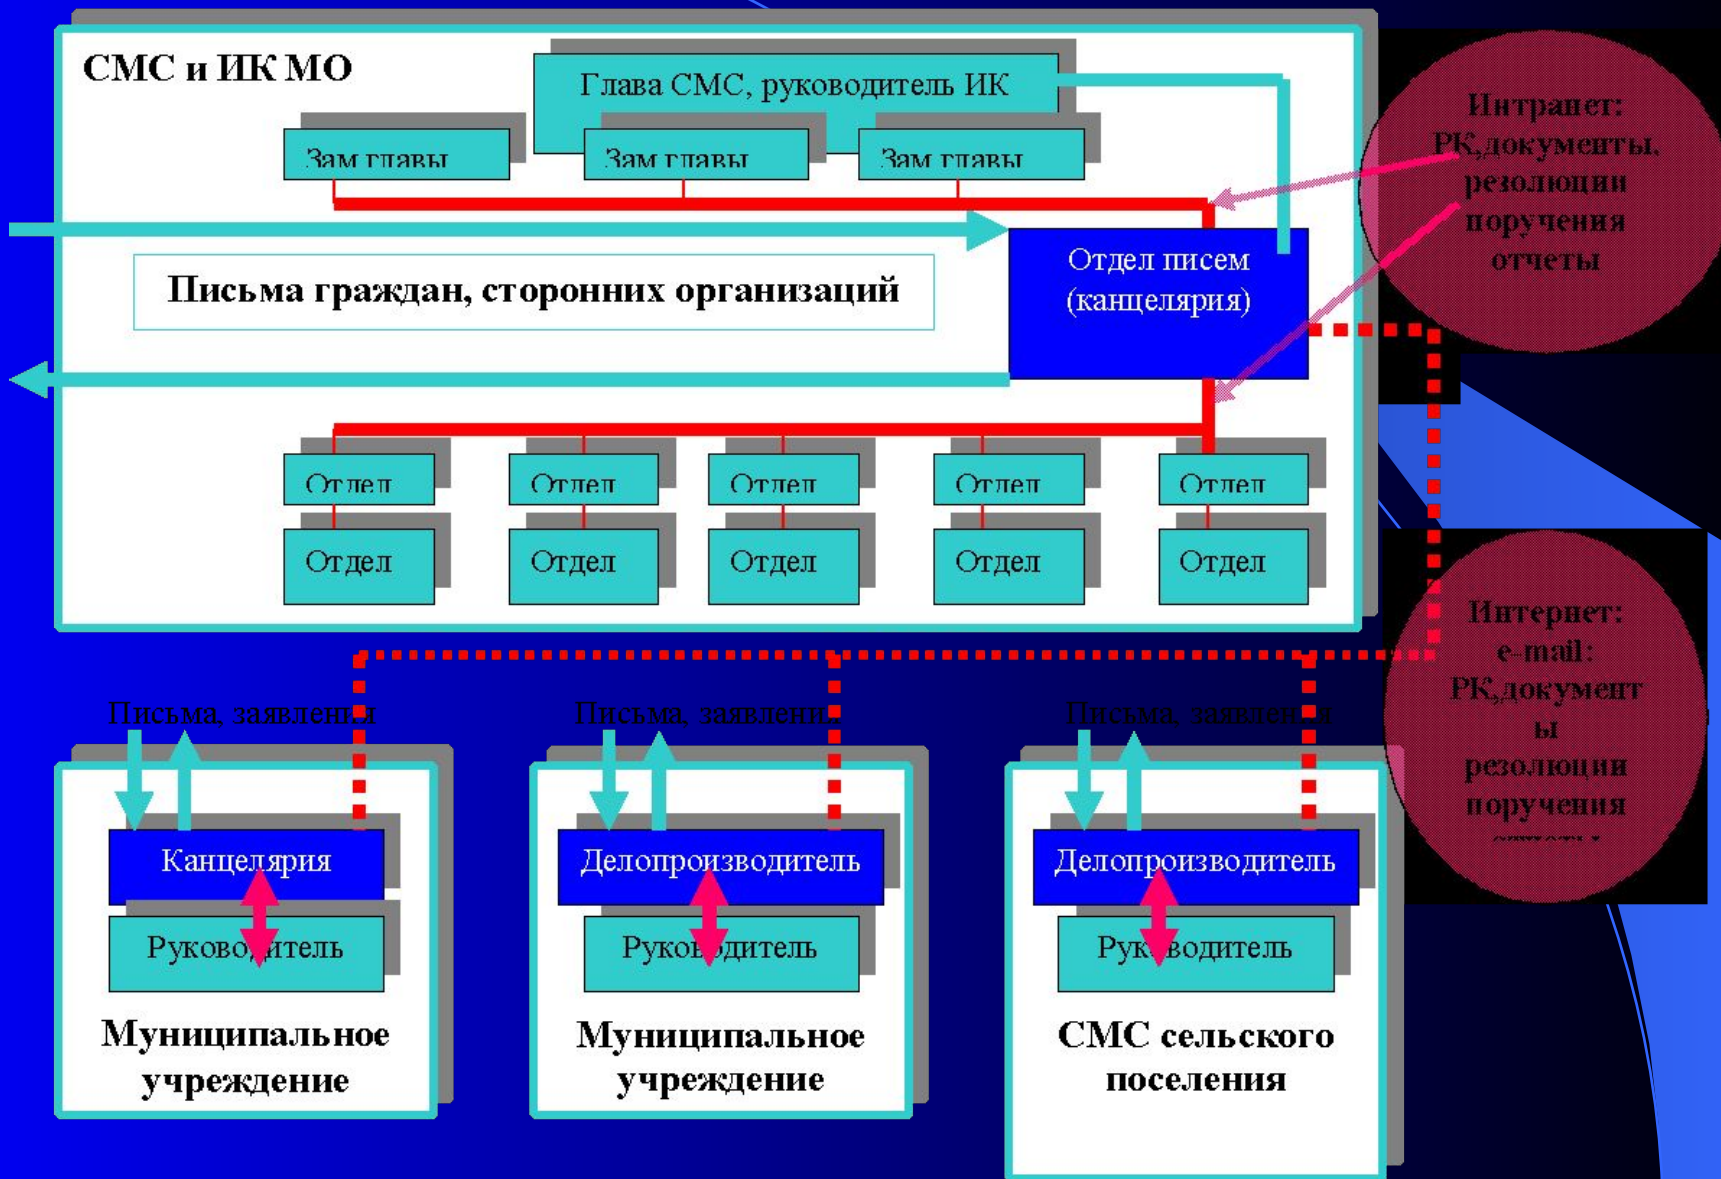 СМС и ИК МО
Глава СМС, руководитель ИК
Зам главы
Зам главы
Зам главы
Интранет:
РК,документы,
резолюции
поручения
отчеты
Отдел писем
(канцелярия)
Письма граждан, сторонних организаций
Отдел
Отдел
Отдел
Отдел
Отдел
Отдел
Отдел
Отдел
Отдел
Отдел
Интернет:
e-mail:
РК,документ
ы
резолюции
поручения
отчеты
Письма, заявления
Письма, заявления
Письма, заявления
Канцелярия
Руководитель
Муниципальное
учреждение
Делопроизводитель
Руководитель
Муниципальное
учреждение
Делопроизводитель
Руководитель
СМС сельского
поселения